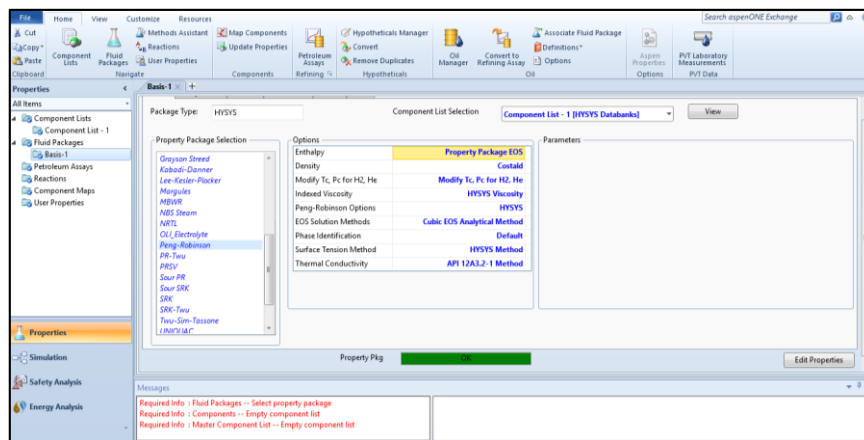 File Home View Customize Resources Search aspenONE Exchange
Cut
Copy
Paste
Clipboard
Component Lists
Fluid Packages
Methods Assistant
Reactions
User Properties
Navigate
Map Components
Update Properties
Components
Petroleum Assays
Refining
Hypotheticals Manager
Convert
Remove Duplicates
Hypotheticals
Oil Manager
Convert to Refining Assay
Associate Fluid Package
Definitions
Options
Oil
Aspen Properties
Options
PVT Laboratory Measurements
PVT Data
Properties <
All Items
Component Lists
Component List - 1
Fluid Packages
Basis-1
Petroleum Assays
Reactions
Component Maps
User Properties
Properties
Simulation
Safety Analysis
Energy Analysis
Basis-1 × +
Package Type: HYSYS Component List Selection Component List - 1 [HYSYS Databanks] View
Property Package Selection
Grayson Streed
Kabadi-Danner
Lee-Kesler-Plocker
Margules
MBWR
NBS Steam
NRTL
OLI_Electrolyte
Peng-Robinson
PR-Twu
PRSV
Sour PR
Sour SRK
SRK
SRK-Twu
Twu-Sim-Tassone
UNIQUAC
Options
Enthalpy Property Package EOS
Density Costald
Modify Tc, Pc for H2, He Modify Tc, Pc for H2, He
Indexed Viscosity HYSYS Viscosity
Peng-Robinson Options HYSYS
EOS Solution Methods Cubic EOS Analytical Method
Phase Identification Default
Surface Tension Method HYSYS Method
Thermal Conductivity API 12A3.2-1 Method
Parameters
Property Pkg OK Edit Properties
Messages
Required Info : Fluid Packages -- Select property package
Required Info : Components -- Empty component list
Required Info : Master Component List -- Empty component list